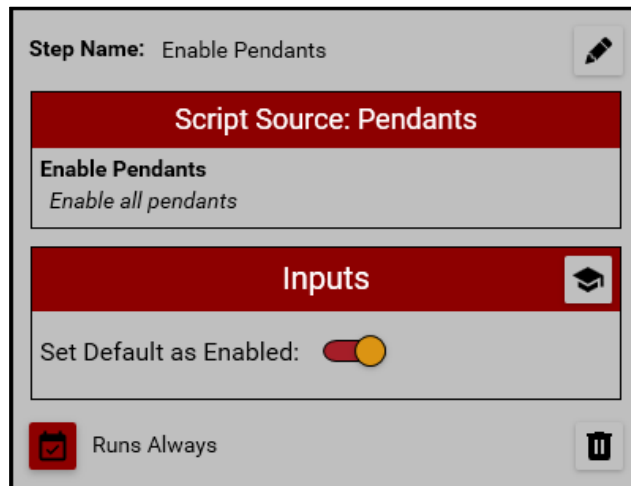 Step Name: Enable Pendants
Script Source: Pendants
Enable Pendants
Enable all pendants
Inputs
Set Default as Enabled:
Runs Always